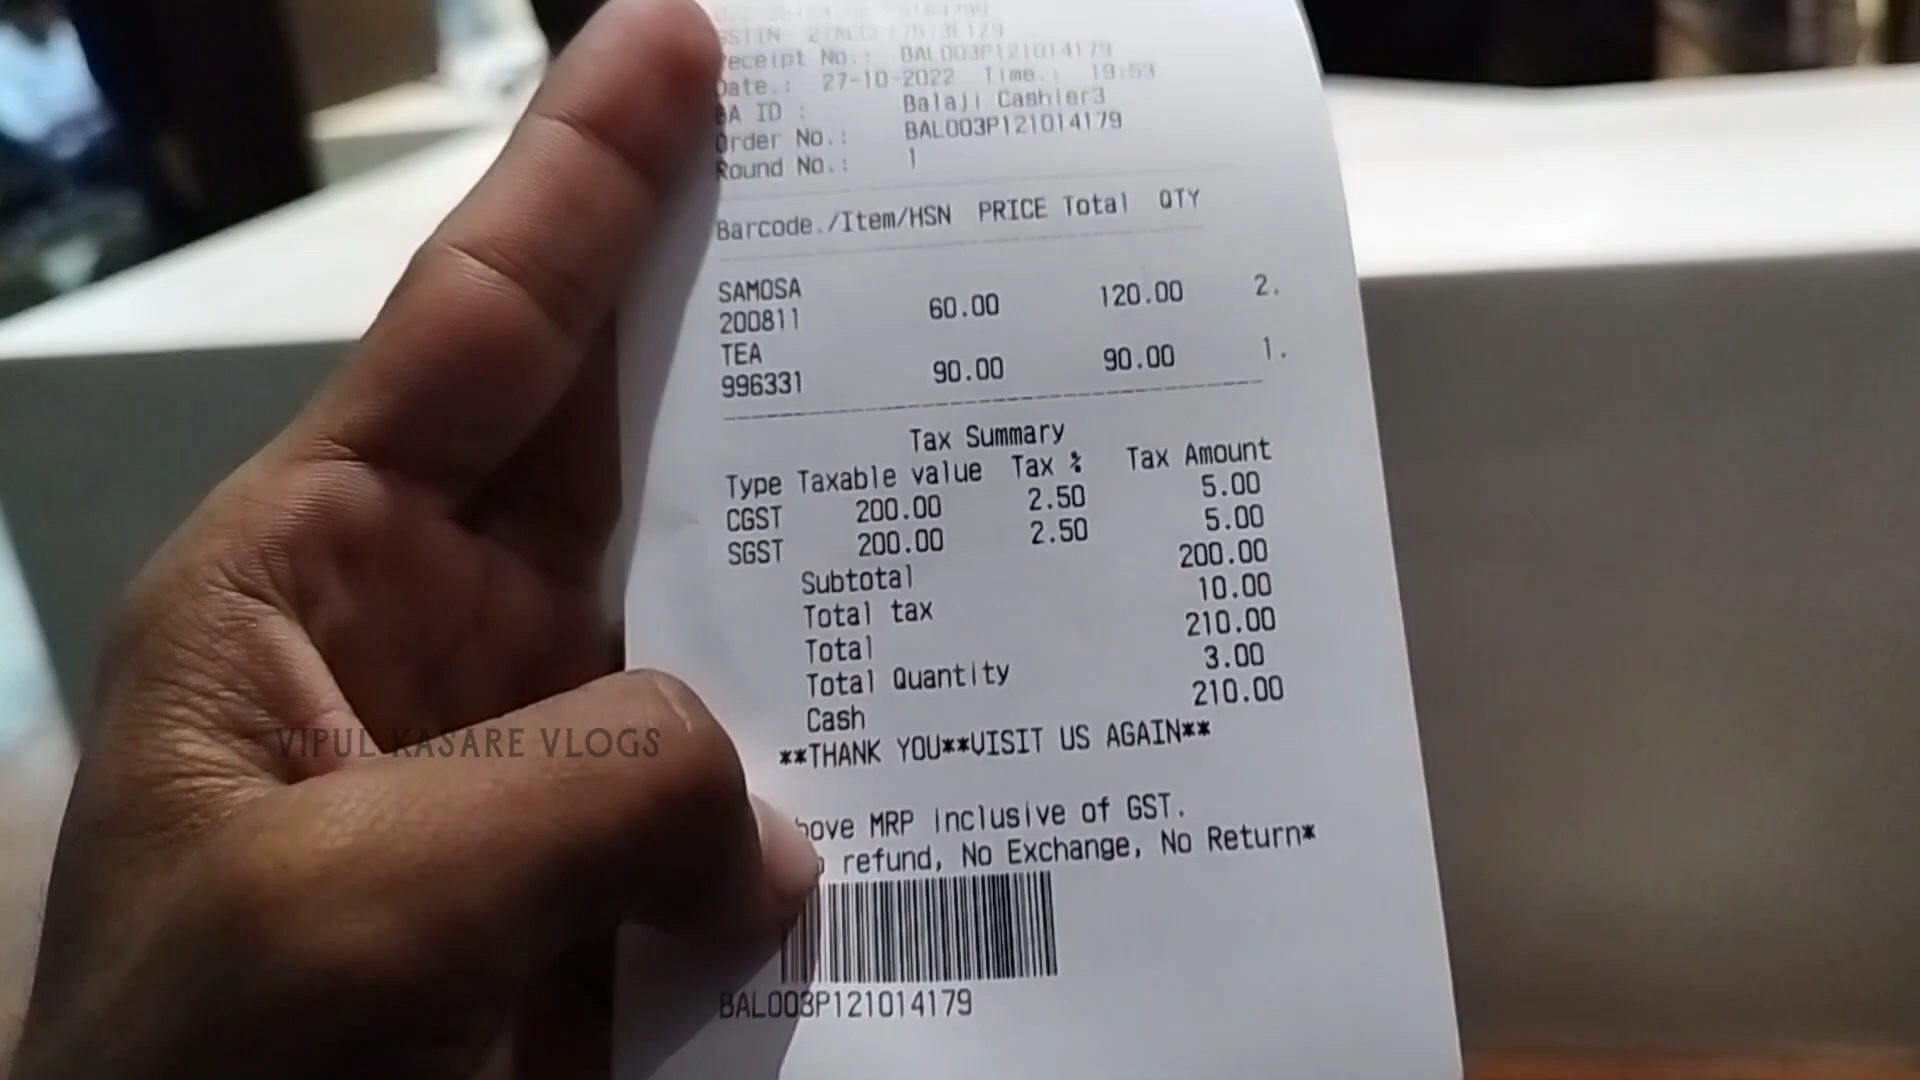 Receipt No.: BAL003P121014179
Date.: 27-10-2022 Time.: 19:53
BA ID : Balaji Cashier3
Order No.: BAL003P121014179
Round No.: 1
Barcode./Item/HSN PRICE Total QTY
SAMOSA
200811 60.00 120.00 2.
TEA
996331 90.00 90.00 1.
Tax Summary
Type Taxable value Tax % Tax Amount
CGST 200.00 2.50 5.00
SGST 200.00 2.50 5.00
Subtotal 200.00
Total tax 10.00
Total 210.00
Total Quantity 3.00
Cash 210.00
**THANK YOU**VISIT US AGAIN**
bove MRP inclusive of GST.
refund, No Exchange, No Return*
BAL003P121014179
VIPUL KASARE VLOGS